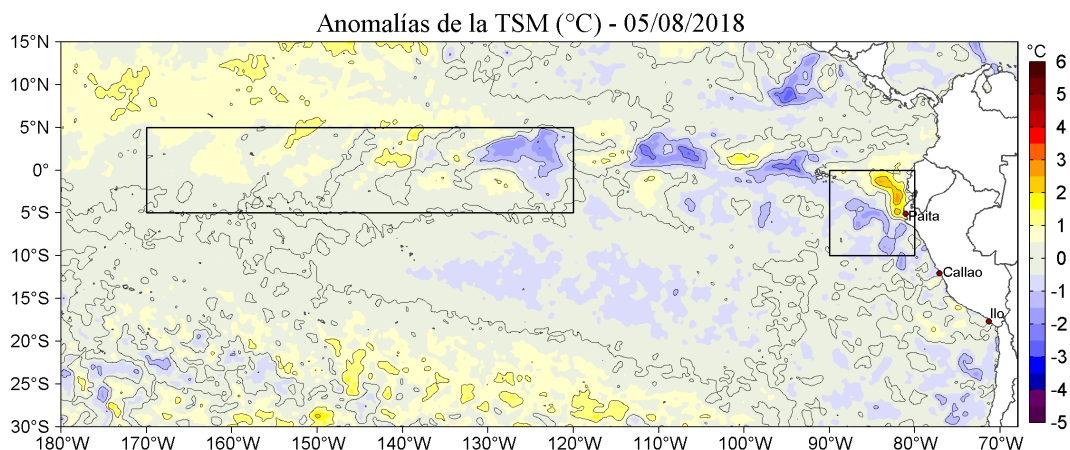 Anomalías de la TSM (°C) - 05/08/2018
°C
15°N
10°N
5°N
0°
5°S
10°S
15°S
20°S
25°S
30°S
180°W
170°W
160°W
150°W
140°W
130°W
120°W
110°W
100°W
90°W
80°W
70°W
Paita
Callao
Ilo
6
5
4
3
2
1
0
-1
-2
-3
-4
-5